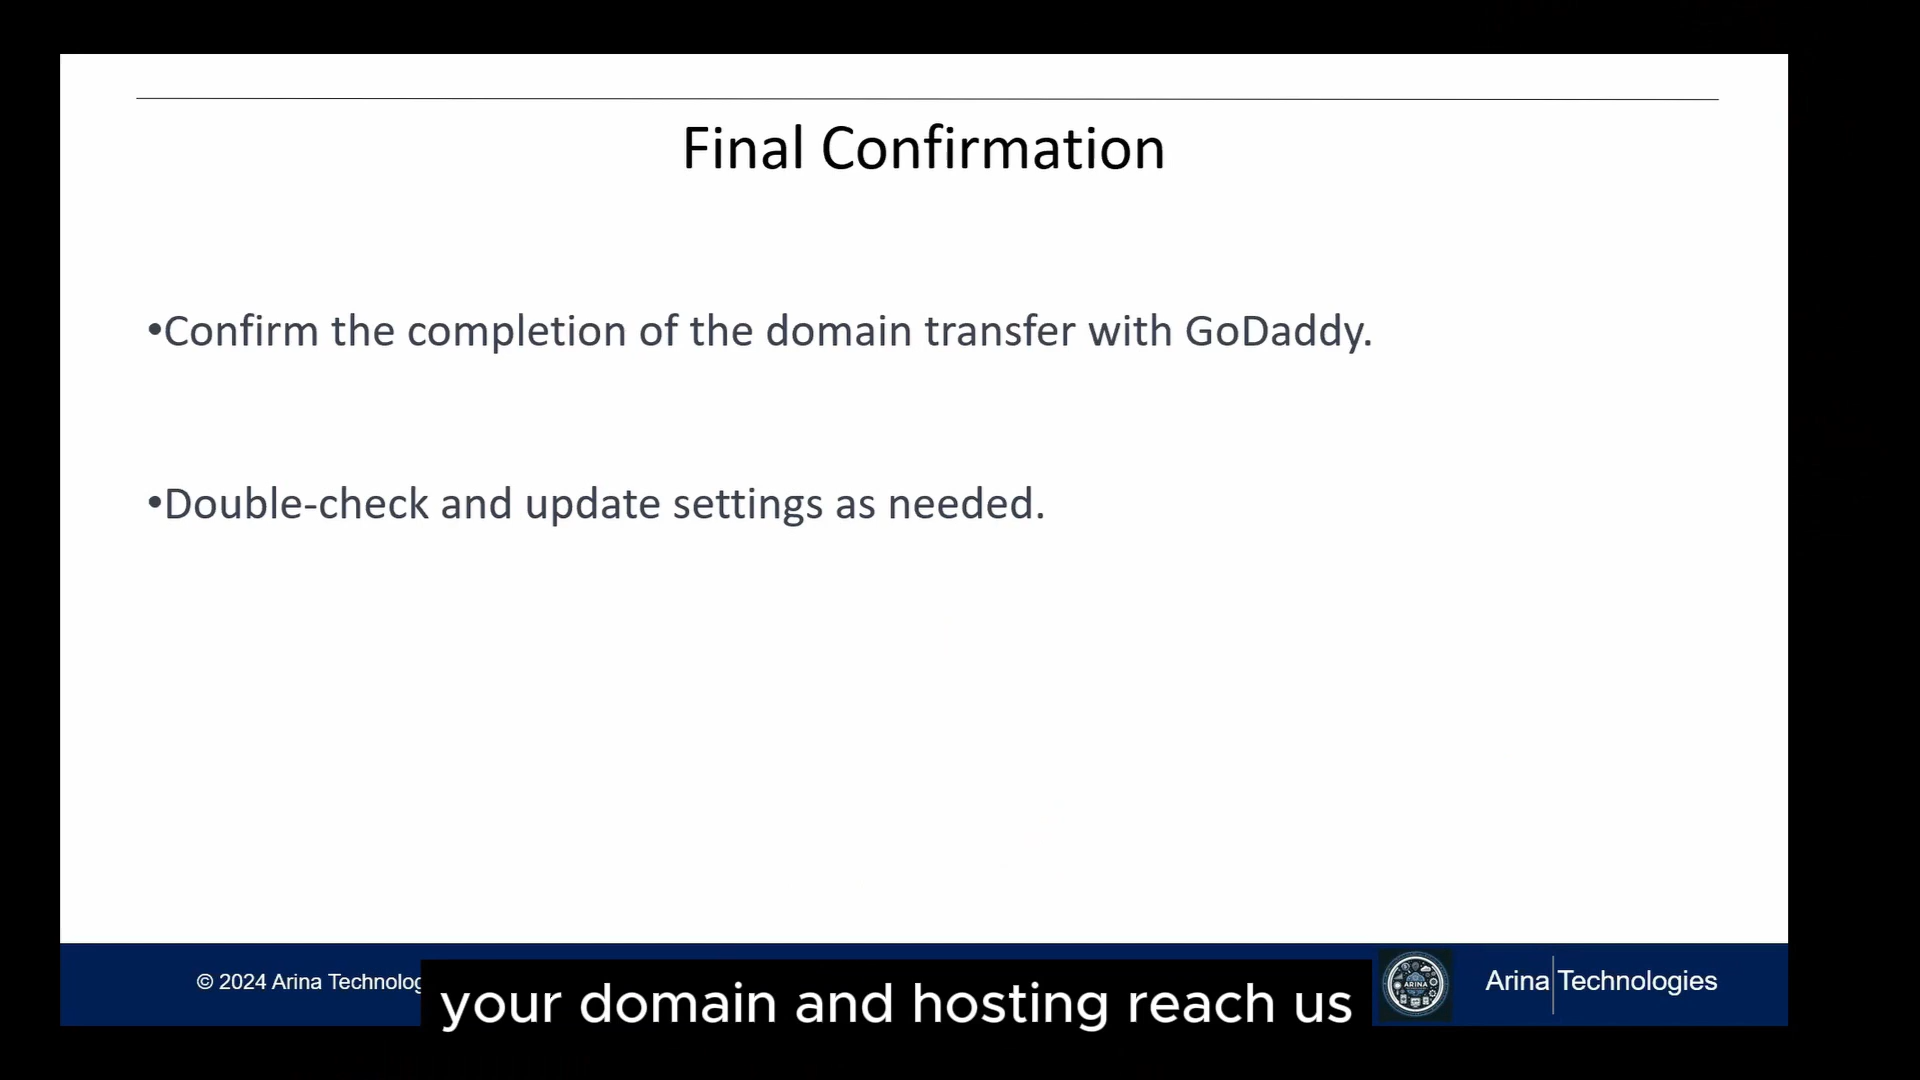 Final Confirmation
•Confirm the completion of the domain transfer with GoDaddy.
•Double-check and update settings as needed.
© 2024 Arina Technolog
your domain and hosting reach us
ARINA
Arina Technologies